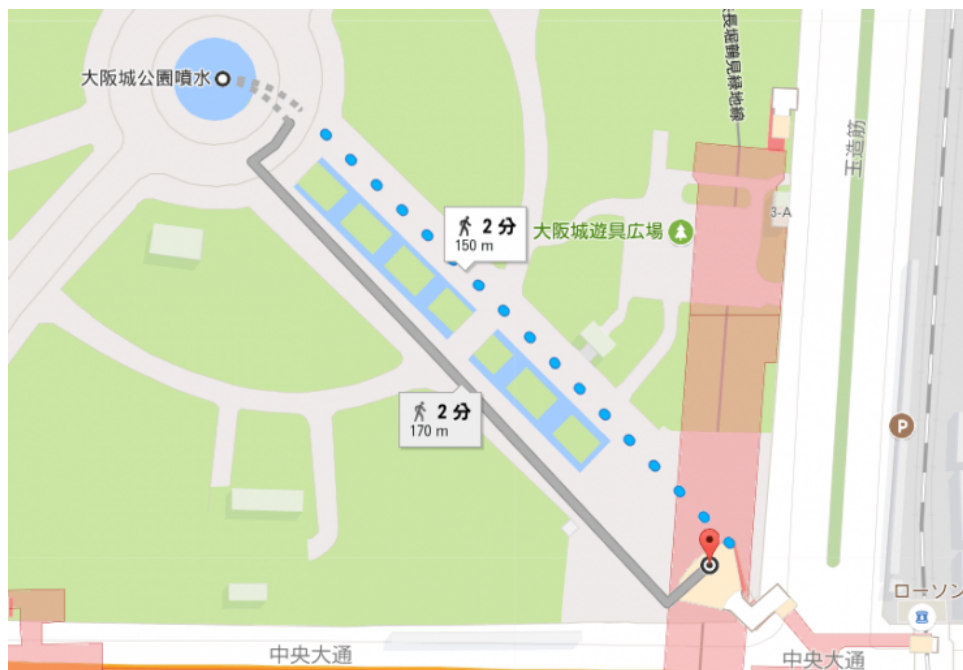 長堀鶴見緑地線
大阪城公園噴水
玉造筋
3-A
2 分
150 m
大阪城遊具広場
2 分
170 m
P
ローソン
中央大通
中央大通